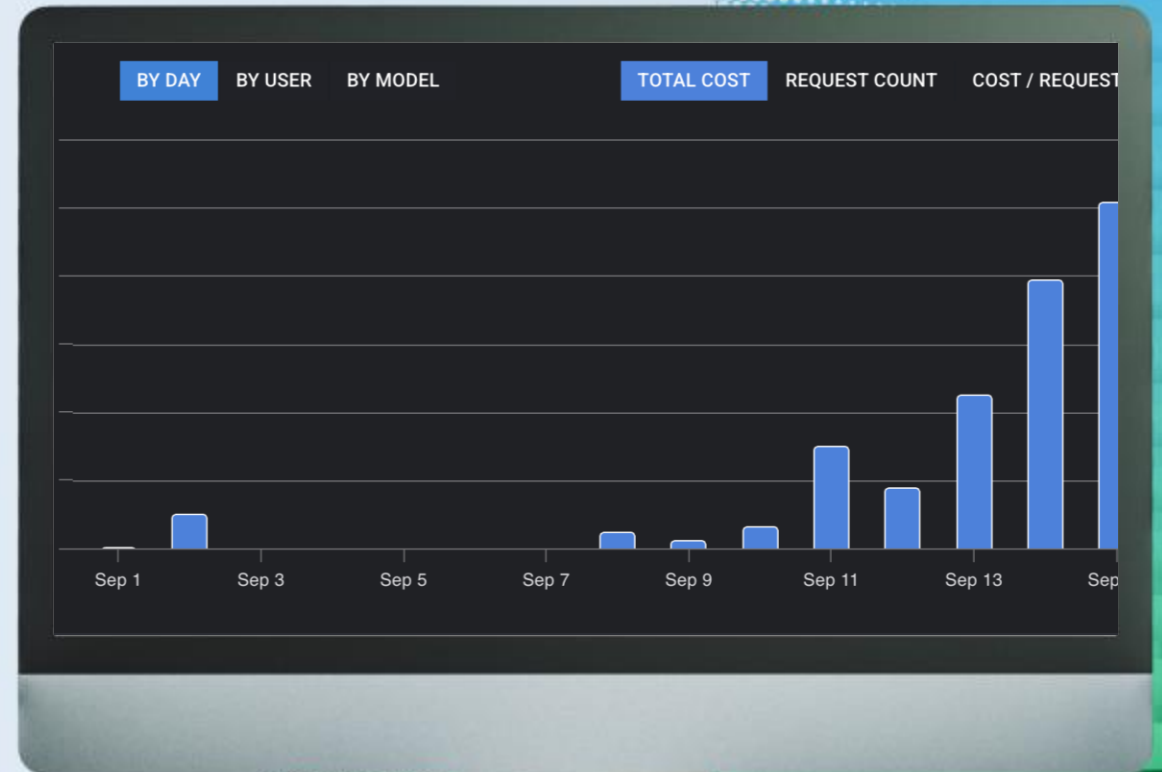 BY DAY BY USER BY MODEL TOTAL COST REQUEST COUNT COST / REQUEST
Sep 1 Sep 3 Sep 5 Sep 7 Sep 9 Sep 11 Sep 13 Sep